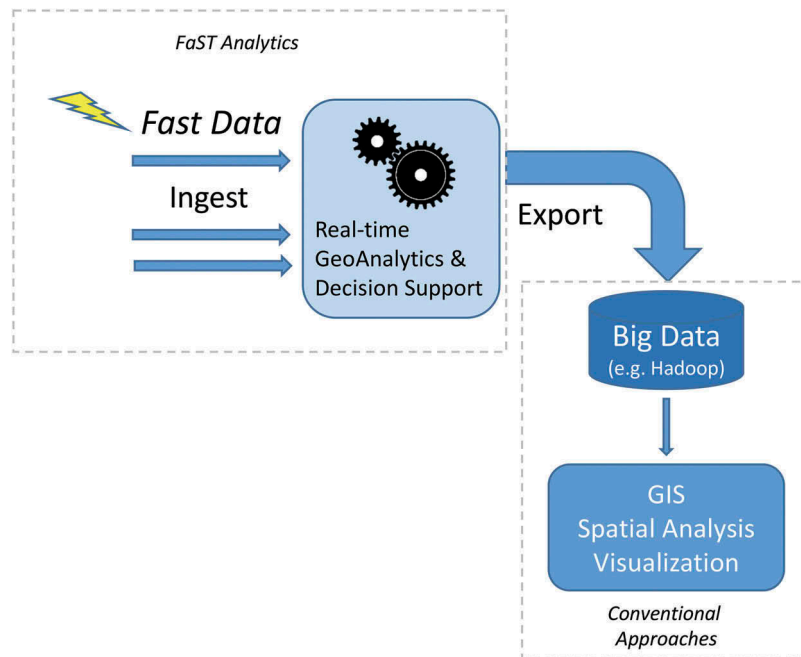 FaST Analytics
Fast Data
Ingest
Real-time
GeoAnalytics &
Decision Support
Export
Big Data
(e.g. Hadoop)
GIS
Spatial Analysis
Visualization
Conventional
Approaches